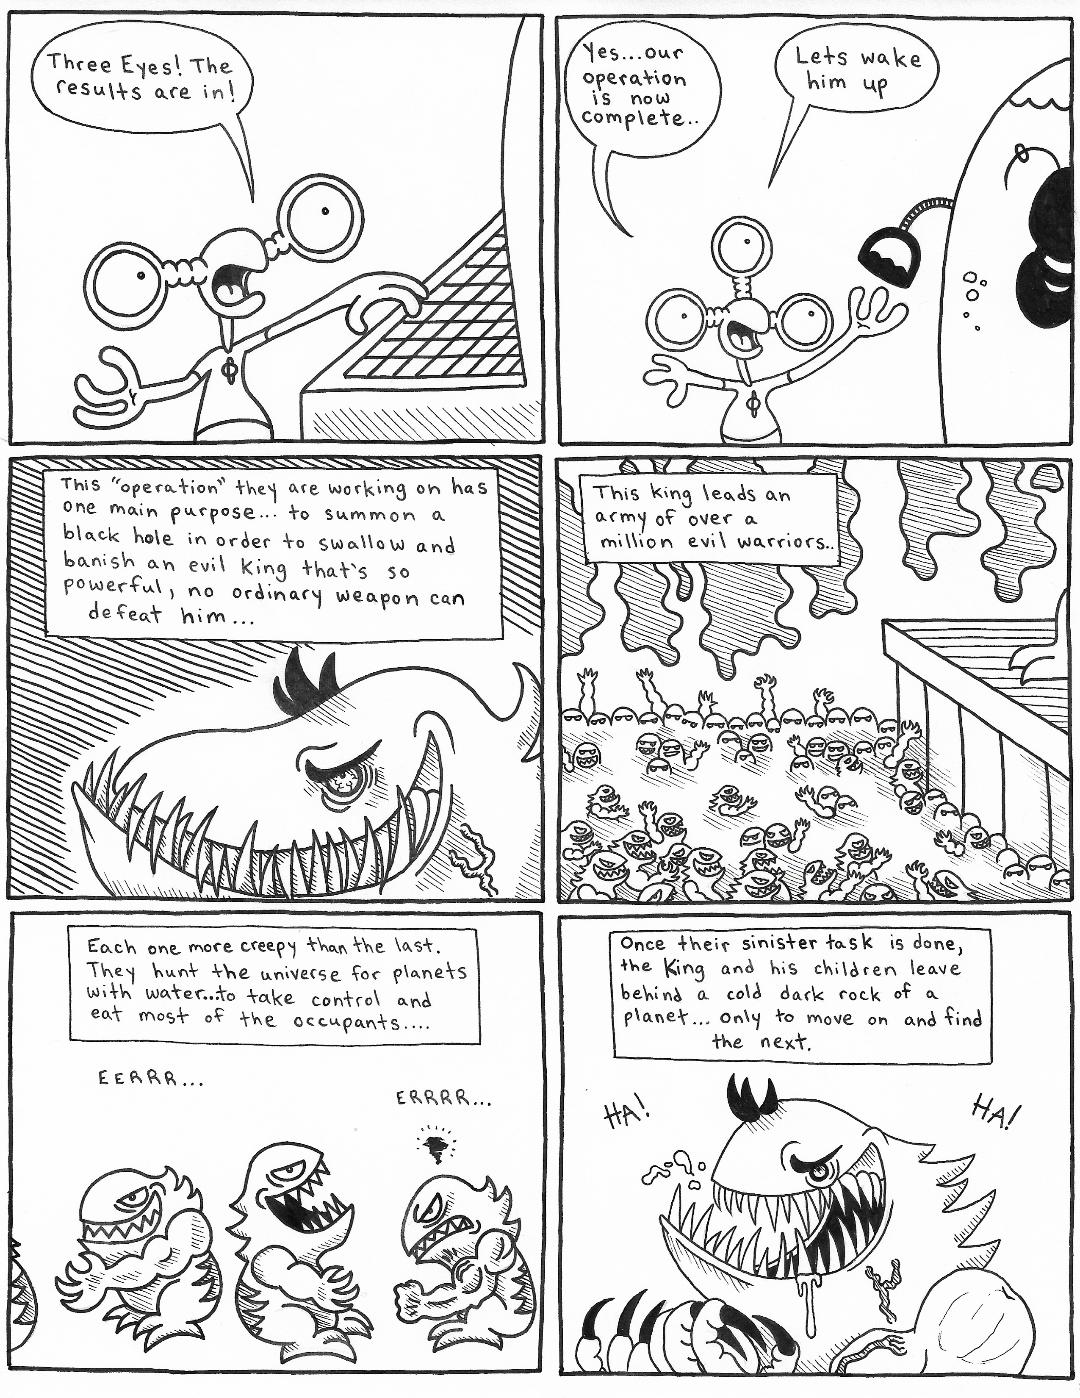 Three Eyes! The
results are in!
Yes...our
operation
is now
complete..
Lets wake
him up
This "operation" they are working on has
one main purpose... to summon a
black hole in order to swallow and
banish an evil King that's so
powerful, no ordinary weapon can
defeat him...
This King leads an
army of over a
million evil warriors..
Each one more creepy than the last.
They hunt the universe for planets
with water...to take control and
eat most of the occupants....
EERRR...
ERRRR...
Once their sinister task is done,
the King and his children leave
behind a cold dark rock of a
planet... only to move on and find
the next.
HA!
HA!